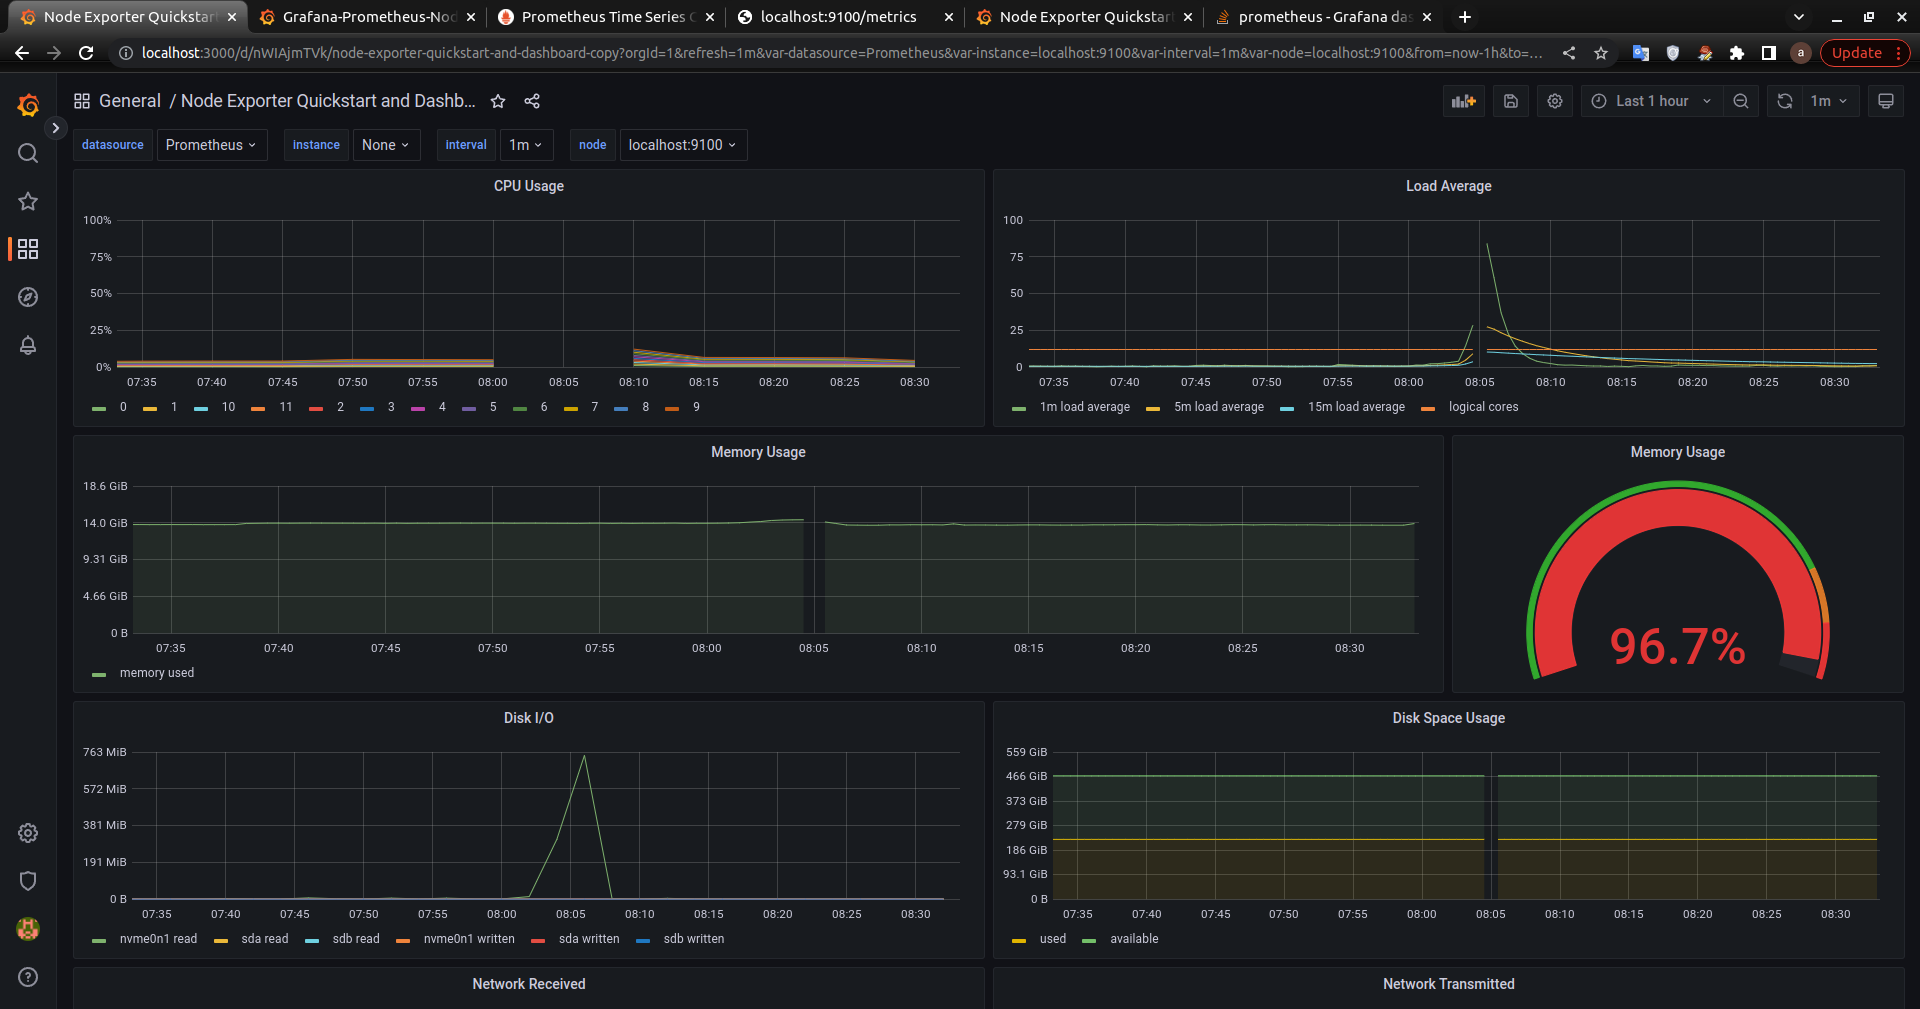 Node Exporter Quickstar
Grafana-Prometheus-Nod
Prometheus Time Series C
localhost:9100/metrics
Node Exporter Quickstar
prometheus - Grafana das
localhost:3000/d/nWIAjmTVk/node-exporter-quickstart-and-dashboard-copy?orgId=1&refresh=1m&var-datasource=Prometheus&var-instance=localhost:9100&var-interval=1m&var-node=localhost:9100&from=now-1h&to=...
a
Update
General / Node Exporter Quickstart and Dashb...
Last 1 hour
1m
datasource Prometheus instance None interval 1m node localhost:9100
CPU Usage
100%
75%
50%
25%
0%
07:35 07:40 07:45 07:50 07:55 08:00 08:05 08:10 08:15 08:20 08:25 08:30
0 1 10 11 2 3 4 5 6 7 8 9
Load Average
100
75
50
25
0
07:35 07:40 07:45 07:50 07:55 08:00 08:05 08:10 08:15 08:20 08:25 08:30
1m load average 5m load average 15m load average logical cores
Memory Usage
18.6 GiB
14.0 GiB
9.31 GiB
4.66 GiB
0 B
07:35 07:40 07:45 07:50 07:55 08:00 08:05 08:10 08:15 08:20 08:25 08:30
memory used
Memory Usage
96.7%
Disk I/O
763 MiB
572 MiB
381 MiB
191 MiB
0 B
07:35 07:40 07:45 07:50 07:55 08:00 08:05 08:10 08:15 08:20 08:25 08:30
nvme0n1 read sda read sdb read nvme0n1 written sda written sdb written
Disk Space Usage
559 GiB
466 GiB
373 GiB
279 GiB
186 GiB
93.1 GiB
0 B
07:35 07:40 07:45 07:50 07:55 08:00 08:05 08:10 08:15 08:20 08:25 08:30
used available
Network Received
Network Transmitted